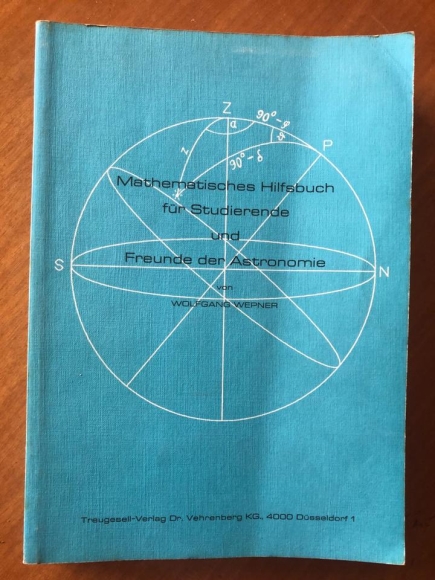 Z
a
90°-φ
P
z
90°-δ
Mathematisches Hilfsbuch
für Studierende
und
Freunde der Astronomie
S
N
von
WOLFGANG WEPNER
Treugesell-Verlag Dr. Vehrenberg KG., 4000 Düsseldorf 1